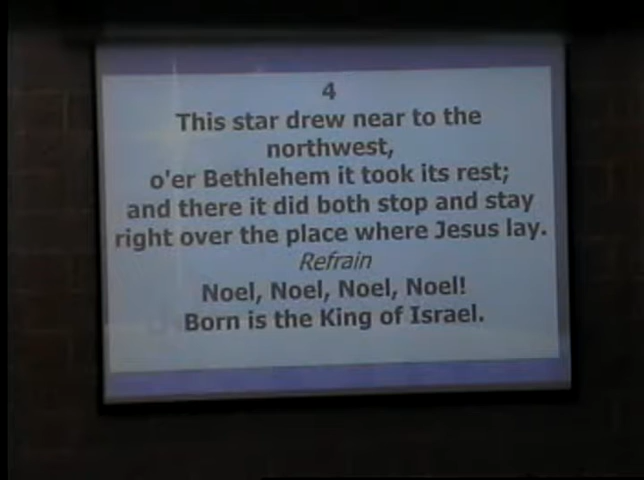 4
This star drew near to the
northwest,
o'er Bethlehem it took its rest;
and there it did both stop and stay
right over the place where Jesus lay.
Refrain
Noel, Noel, Noel, Noel!
Born is the King of Israel.